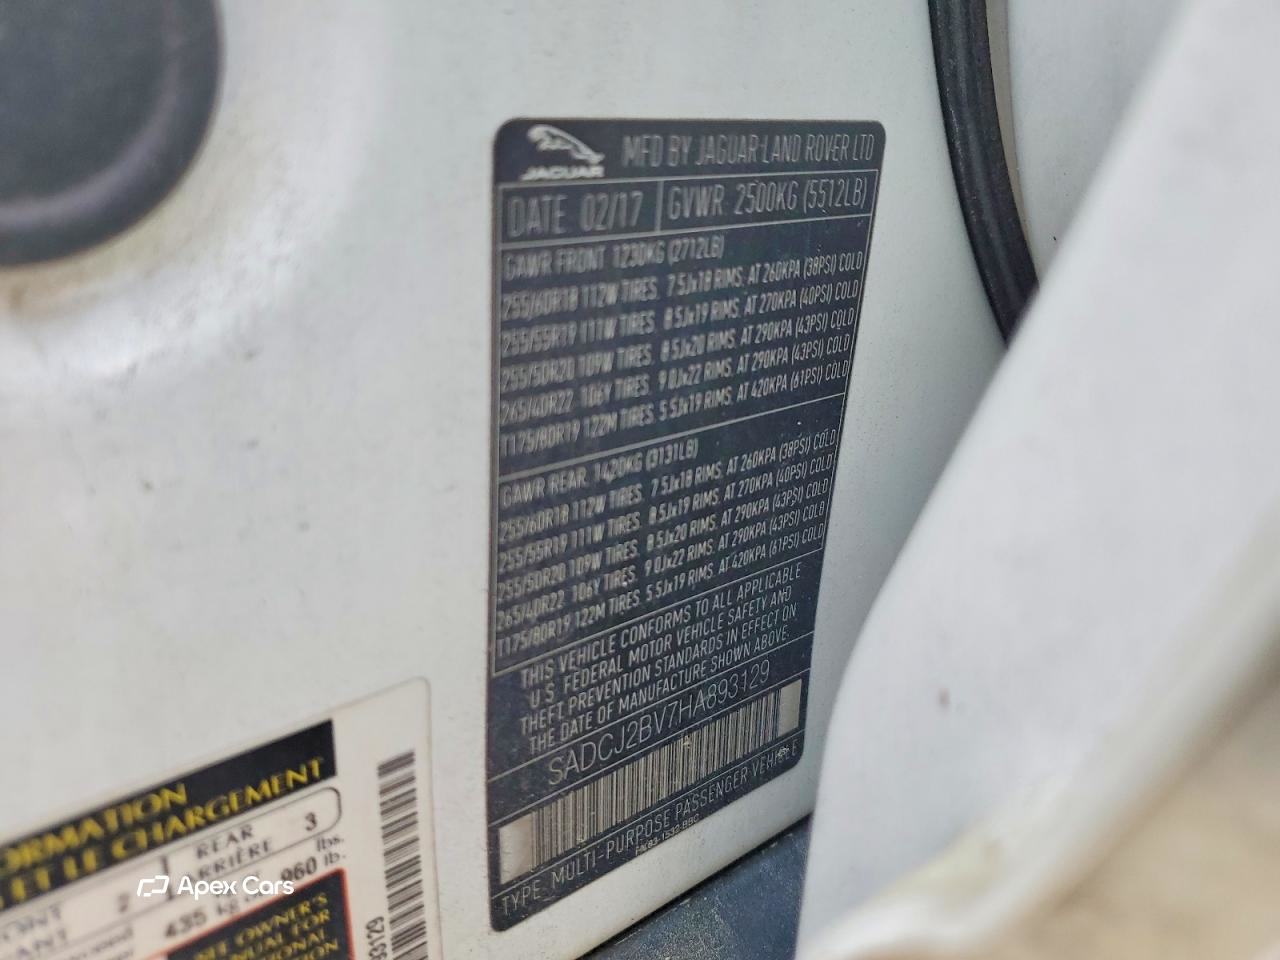 JAGUAR
MFD BY JAGUAR-LAND ROVER LTD
DATE 02/17 GVWR 2500KG (5512LB)
GAWR FRONT 1230KG (2712LB)
255/60R18 112W TIRES, 7.5Jx18 RIMS, AT 260KPA (38PSI) COLD
255/55R19 111W TIRES, 8.5Jx19 RIMS, AT 270KPA (40PSI) COLD
255/50R20 109W TIRES, 8.5Jx20 RIMS, AT 290KPA (43PSI) COLD
265/40R22 106Y TIRES, 9.0Jx22 RIMS, AT 290KPA (43PSI) COLD
T175/80R19 122M TIRES, 5.5Jx19 RIMS, AT 420KPA (61PSI) COLD
GAWR REAR 1420KG (3131LB)
255/60R18 112W TIRES, 7.5Jx18 RIMS, AT 260KPA (38PSI) COLD
255/55R19 111W TIRES, 8.5Jx19 RIMS, AT 270KPA (40PSI) COLD
255/50R20 109W TIRES, 8.5Jx20 RIMS, AT 290KPA (43PSI) COLD
265/40R22 106Y TIRES, 9.0Jx22 RIMS, AT 290KPA (43PSI) COLD
T175/80R19 122M TIRES, 5.5Jx19 RIMS, AT 420KPA (61PSI) COLD
THIS VEHICLE CONFORMS TO ALL APPLICABLE
U.S. FEDERAL MOTOR VEHICLE SAFETY AND
THEFT PREVENTION STANDARDS IN EFFECT ON
THE DATE OF MANUFACTURE SHOWN ABOVE.
SADCJ2BV7HA893129
TYPE MULTI-PURPOSE PASSENGER VEHICLE
ORMATION
ET LE CHARGEMENT
REAR 3
ARRIÈRE
2
435 960 lb.
lbs.
OWNER'S
FOR
93129
Apex Cars